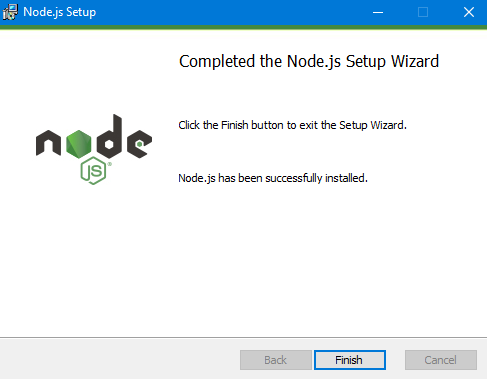 Node.js Setup
Completed the Node.js Setup Wizard
Click the Finish button to exit the Setup Wizard.
node
JS®
Node.js has been successfully installed.
Back
Finish
Cancel